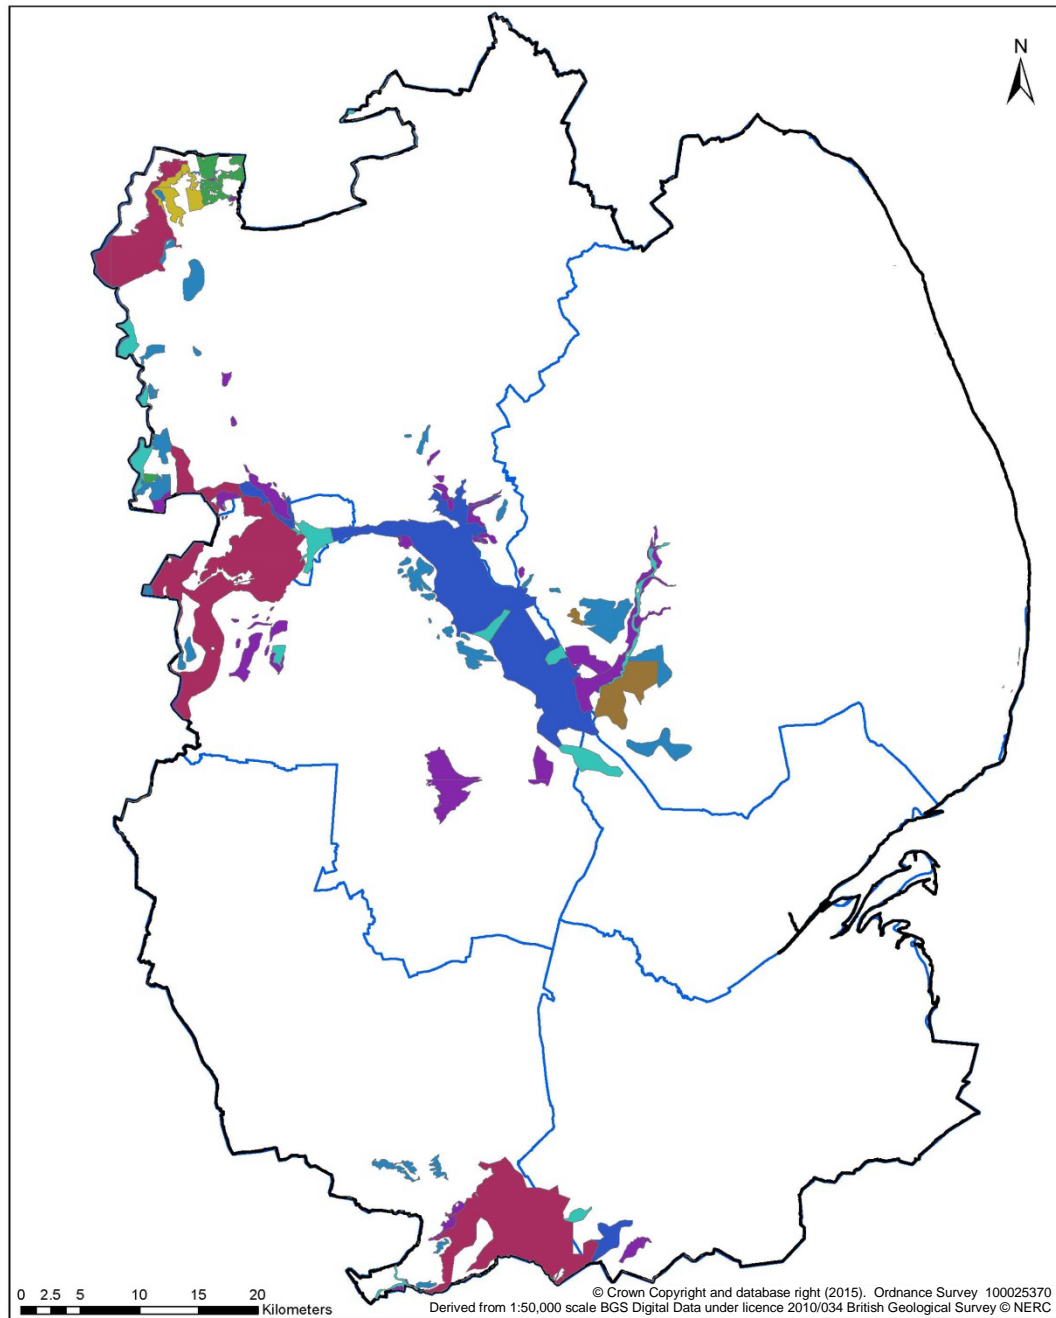 N
0 2.5 5 10 15 20
Kilometers
© Crown Copyright and database right (2015). Ordnance Survey 100025370
Derived from 1:50,000 scale BGS Digital Data under licence 2010/034 British Geological Survey © NERC